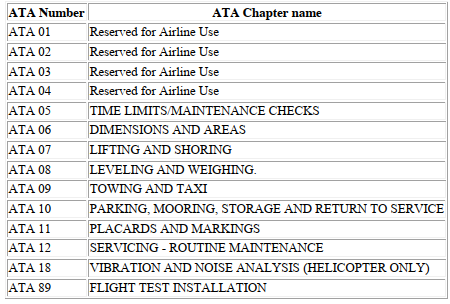 ATA Number ATA Chapter name
ATA 01 Reserved for Airline Use
ATA 02 Reserved for Airline Use
ATA 03 Reserved for Airline Use
ATA 04 Reserved for Airline Use
ATA 05 TIME LIMITS/MAINTENANCE CHECKS
ATA 06 DIMENSIONS AND AREAS
ATA 07 LIFTING AND SHORING
ATA 08 LEVELING AND WEIGHING.
ATA 09 TOWING AND TAXI
ATA 10 PARKING, MOORING, STORAGE AND RETURN TO SERVICE
ATA 11 PLACARDS AND MARKINGS
ATA 12 SERVICING - ROUTINE MAINTENANCE
ATA 18 VIBRATION AND NOISE ANALYSIS (HELICOPTER ONLY)
ATA 89 FLIGHT TEST INSTALLATION